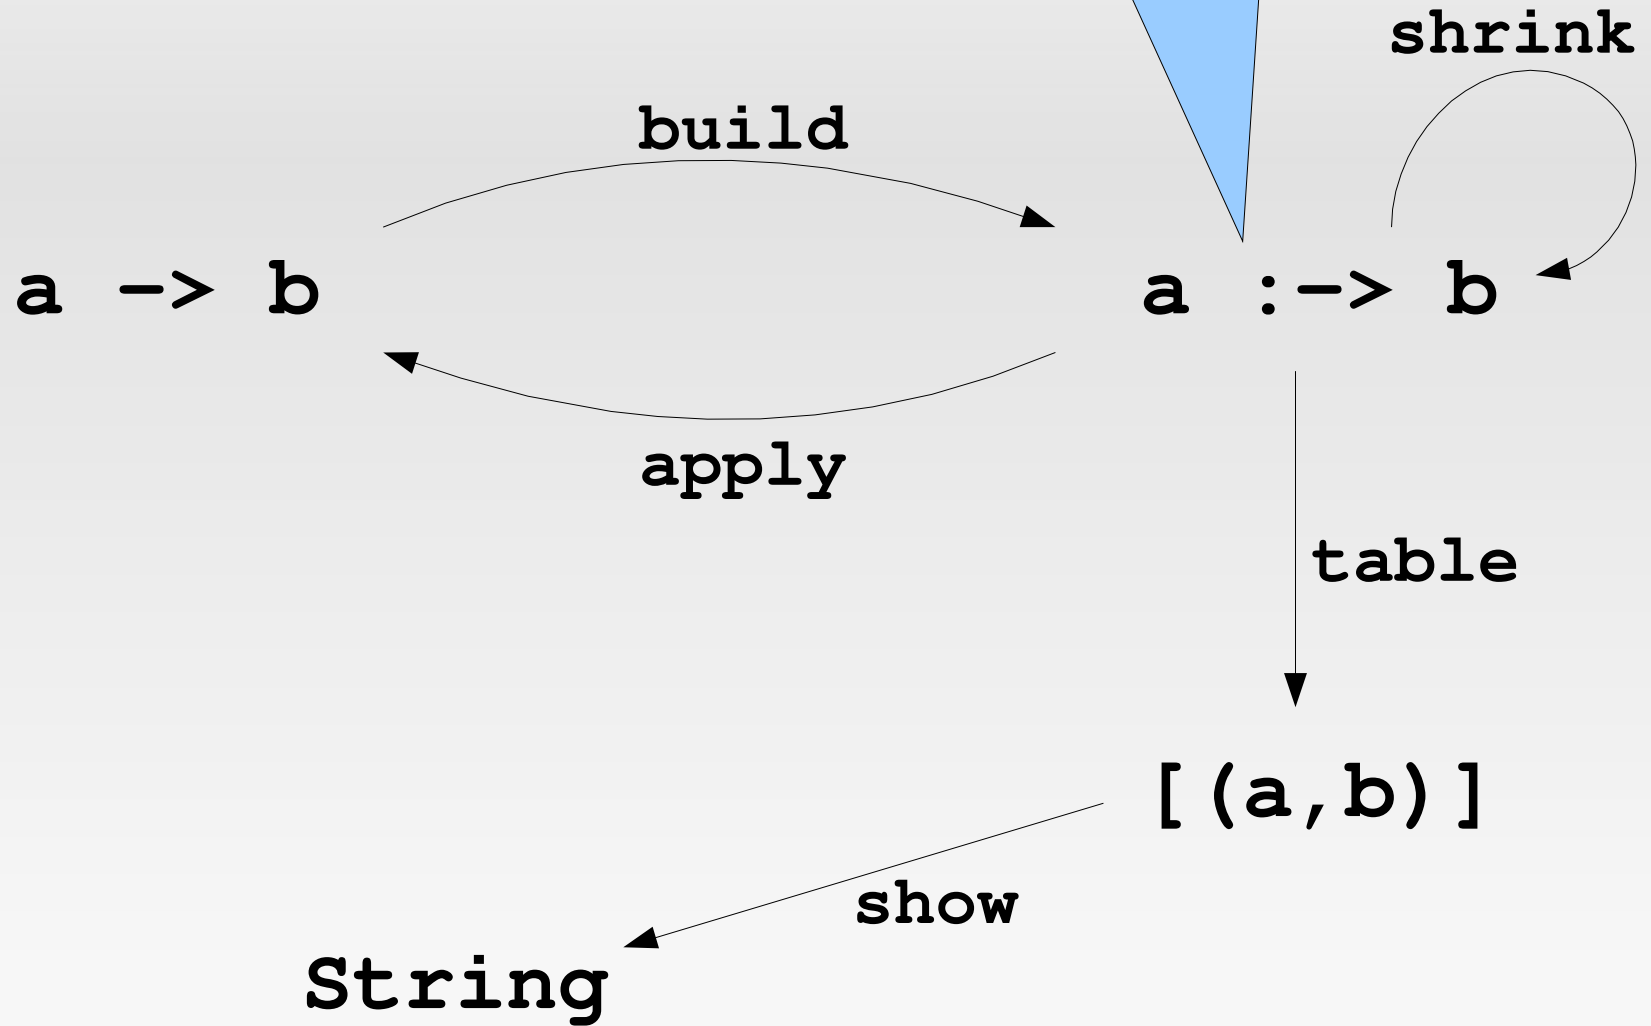 shrink
build
a -> b
a :-> b
apply
table
[(a,b)]
show
String